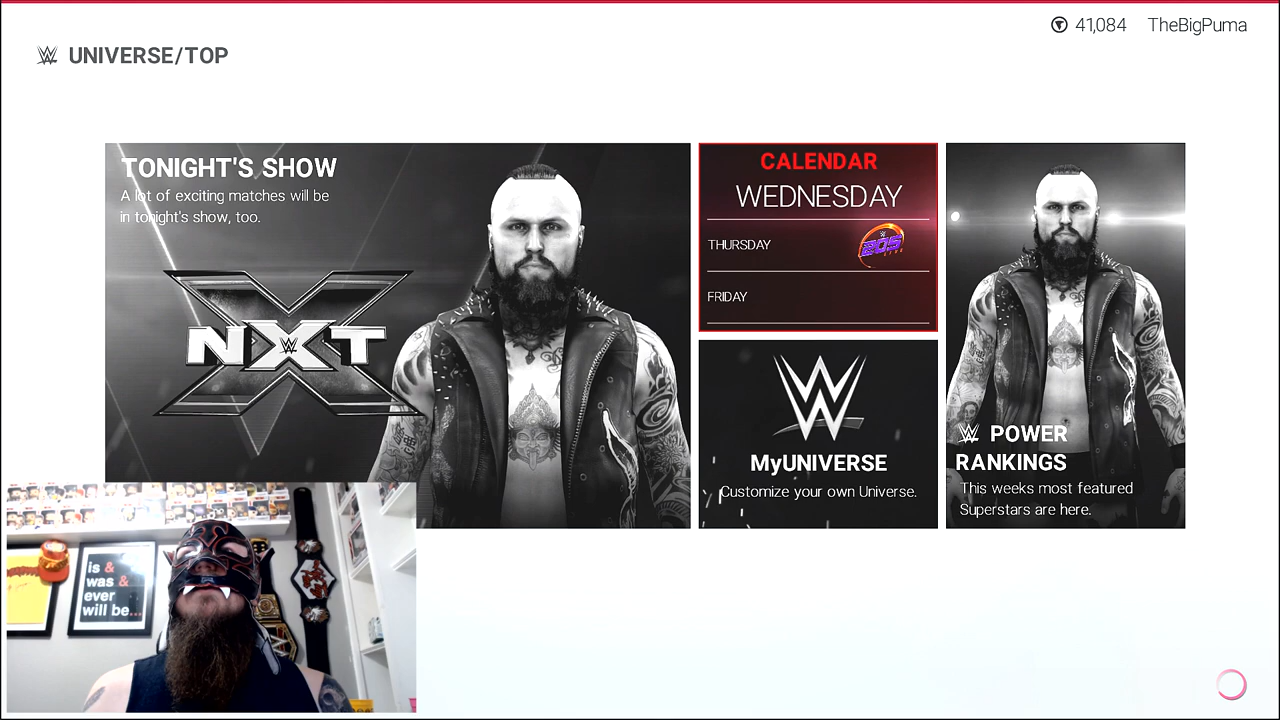 41,084 TheBigPuma
UNIVERSE/TOP
TONIGHT'S SHOW
A lot of exciting matches will be
in tonight's show, too.
NXT
CALENDAR
WEDNESDAY
THURSDAY
205
LIVE
FRIDAY
MyUNIVERSE
Customize your own Universe.
POWER
RANKINGS
This weeks most featured
Superstars are here.
is &
was &
ever
will be...